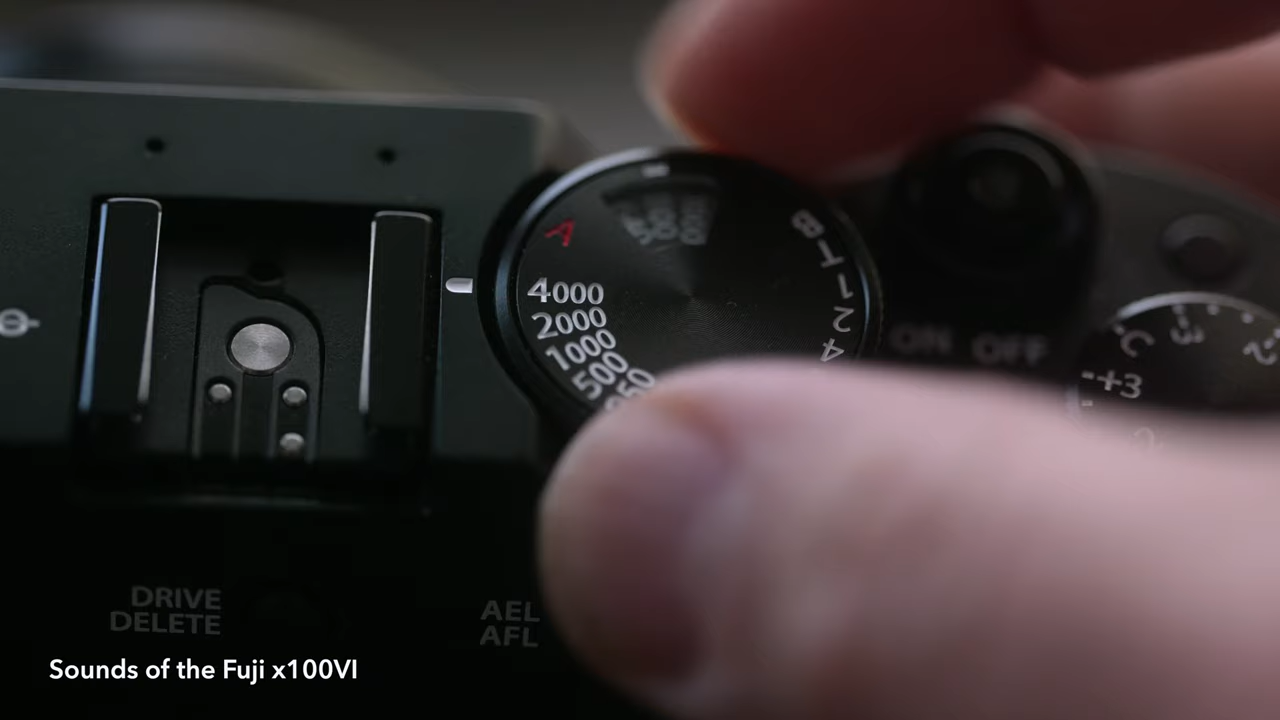 A
4000
2000
1000
500
B
T
1
2
4
ON OFF
C
-3
+3
DRIVE
DELETE
AEL
AFL
Sounds of the Fuji x100VI